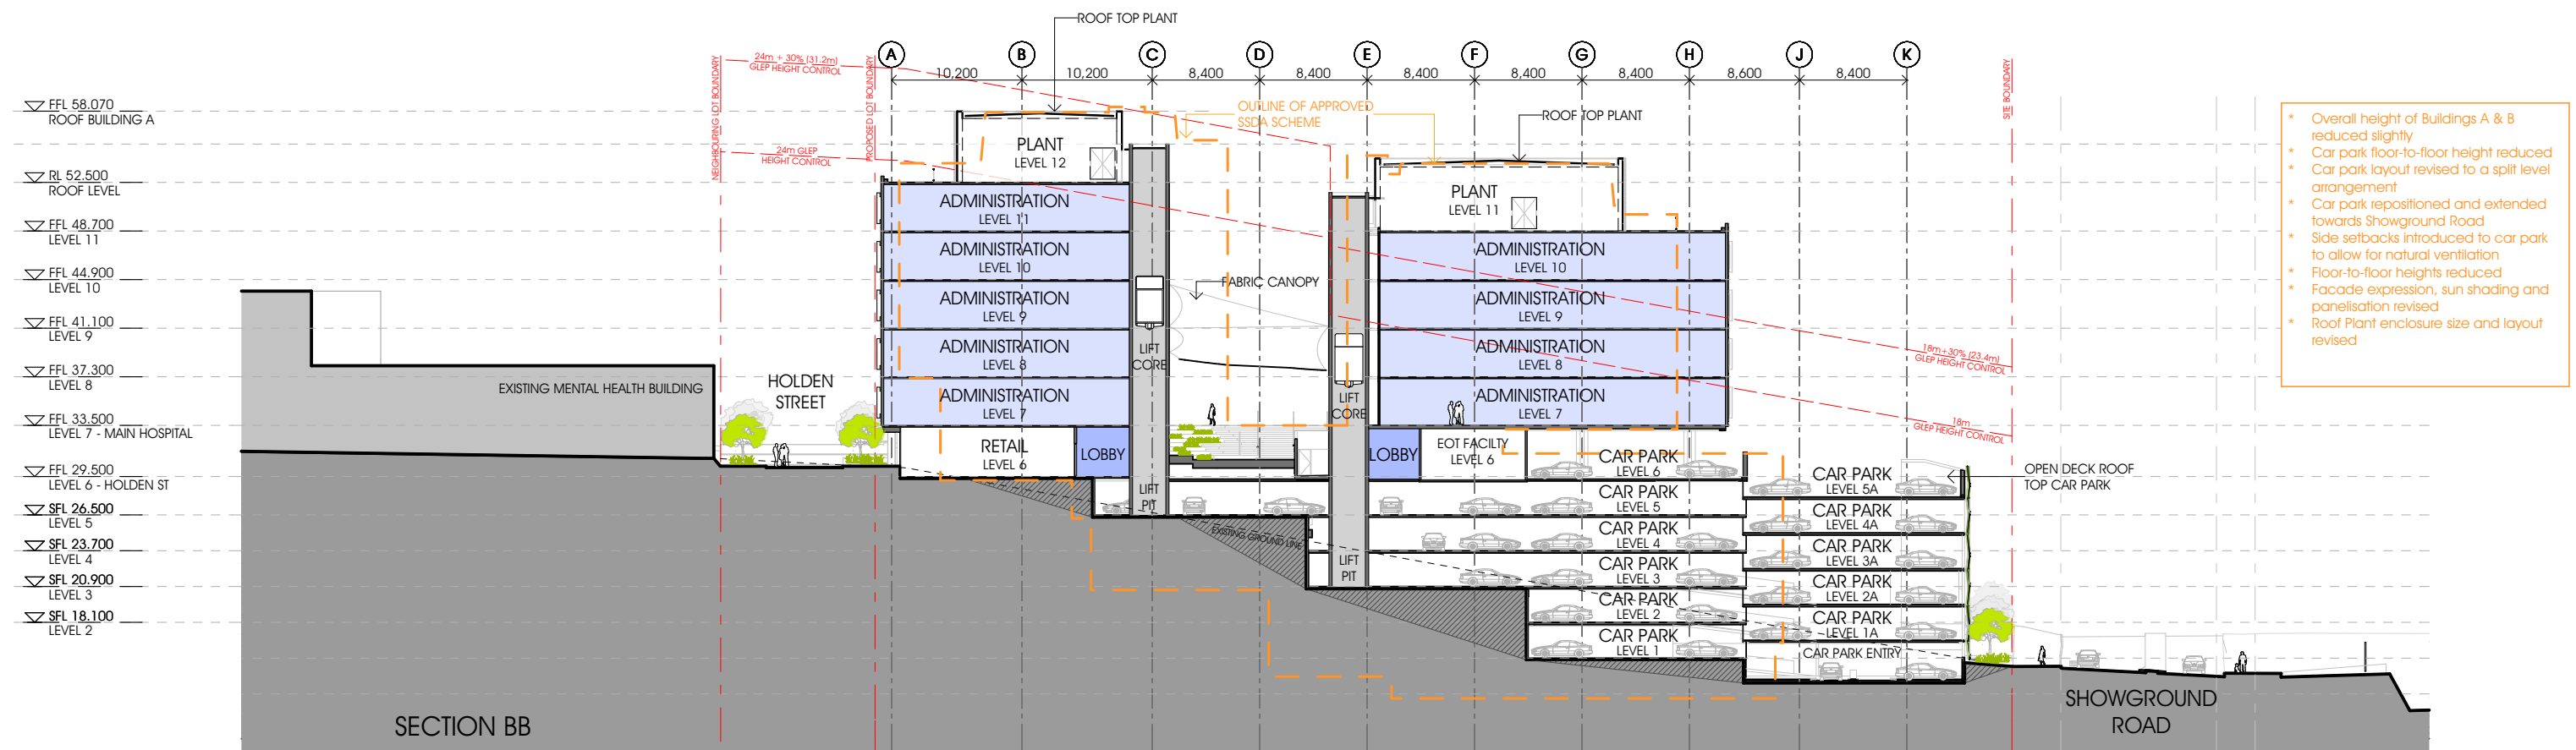 ROOF TOP PLANT
A
B
C
D
E
F
G
H
J
K
24m + 30% (31.2m)
GLEP HEIGHT CONTROL
10,200
10,200
8,400
8,400
8,400
8,400
8,400
8,600
8,400
NEIGHBOURING LOT BOUNDARY
PROPOSED LOT BOUNDARY
SITE BOUNDARY
FFL 58.070
ROOF BUILDING A
OUTLINE OF APPROVED
SSDA SCHEME
ROOF TOP PLANT
24m GLEP
HEIGHT CONTROL
PLANT
LEVEL 12
RL 52.500
ROOF LEVEL
PLANT
LEVEL 11
ADMINISTRATION
LEVEL 11
FFL 48.700
LEVEL 11
ADMINISTRATION
LEVEL 10
ADMINISTRATION
LEVEL 10
FFL 44.900
LEVEL 10
FABRIC CANOPY
ADMINISTRATION
LEVEL 9
ADMINISTRATION
LEVEL 9
FFL 41.100
LEVEL 9
LIFT
CORE
ADMINISTRATION
LEVEL 8
ADMINISTRATION
LEVEL 8
18m+30% (23.4m)
GLEP HEIGHT CONTROL
FFL 37.300
LEVEL 8
EXISTING MENTAL HEALTH BUILDING
HOLDEN
STREET
ADMINISTRATION
LEVEL 7
LIFT
CORE
ADMINISTRATION
LEVEL 7
18m
GLEP HEIGHT CONTROL
FFL 33.500
LEVEL 7 - MAIN HOSPITAL
RETAIL
LEVEL 6
LOBBY
LOBBY
EOT FACILTY
LEVEL 6
CAR PARK
LEVEL 6
FFL 29.500
LEVEL 6 - HOLDEN ST
CAR PARK
LEVEL 5A
OPEN DECK ROOF
TOP CAR PARK
LIFT
PIT
CAR PARK
LEVEL 5
SFL 26.500
LEVEL 5
CAR PARK
LEVEL 4A
EXISTING GROUND LINE
CAR PARK
LEVEL 4
SFL 23.700
LEVEL 4
CAR PARK
LEVEL 3A
LIFT
PIT
CAR PARK
LEVEL 3
SFL 20.900
LEVEL 3
CAR PARK
LEVEL 2A
CAR PARK
LEVEL 2
SFL 18.100
LEVEL 2
CAR PARK
LEVEL 1A
CAR PARK
LEVEL 1
CAR PARK ENTRY
SHOWGROUND
ROAD
SECTION BB
* Overall height of Buildings A & B
reduced slightly
* Car park floor-to-floor height reduced
* Car park layout revised to a split level
arrangement
* Car park repositioned and extended
towards Showground Road
* Side setbacks introduced to car park
to allow for natural ventilation
* Floor-to-floor heights reduced
* Facade expression, sun shading and
panelisation revised
* Roof Plant enclosure size and layout
revised